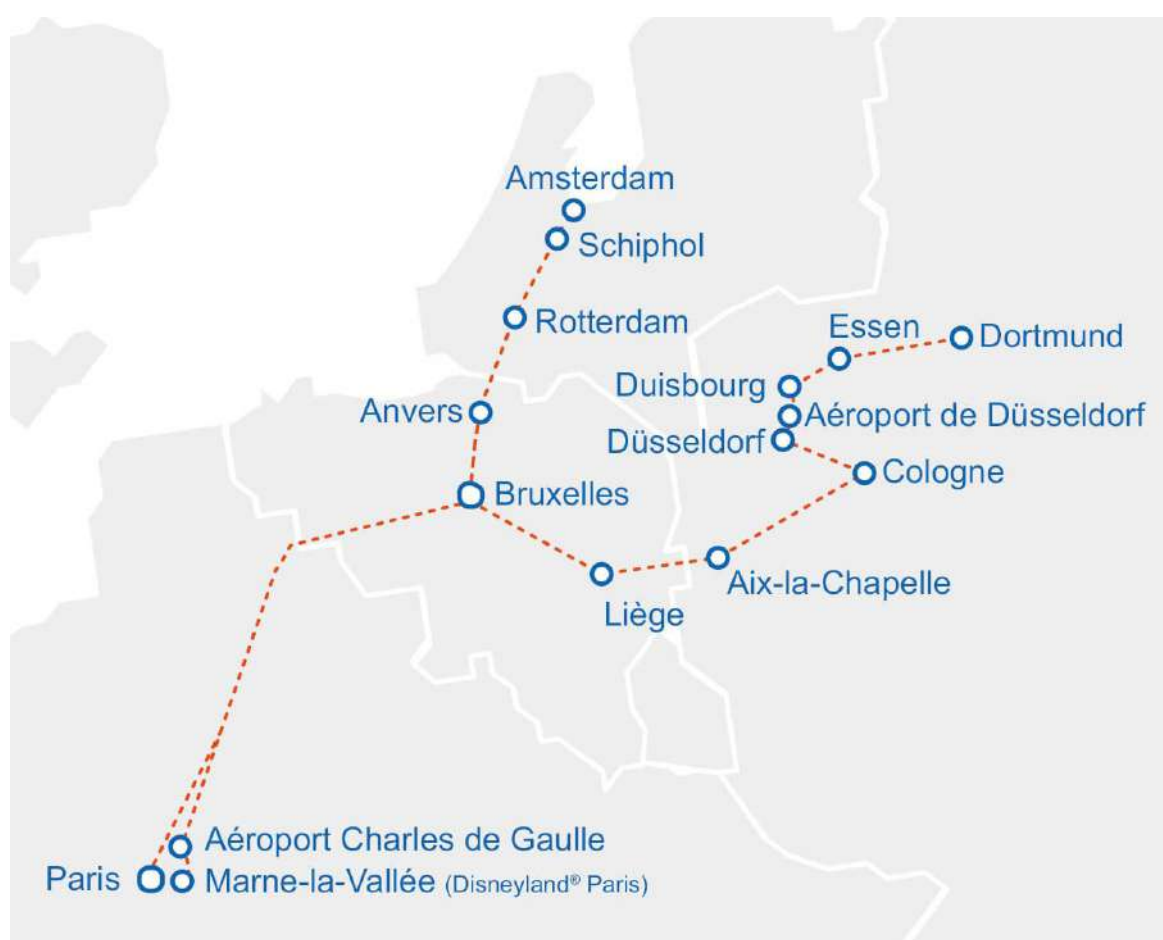 Amsterdam
Schiphol
Rotterdam
Essen
Dortmund
Duisbourg
Anvers
Aéroport de Düsseldorf
Düsseldorf
Cologne
Bruxelles
Aix-la-Chapelle
Liège
Aéroport Charles de Gaulle
Paris
Marne-la-Vallée (Disneyland® Paris)